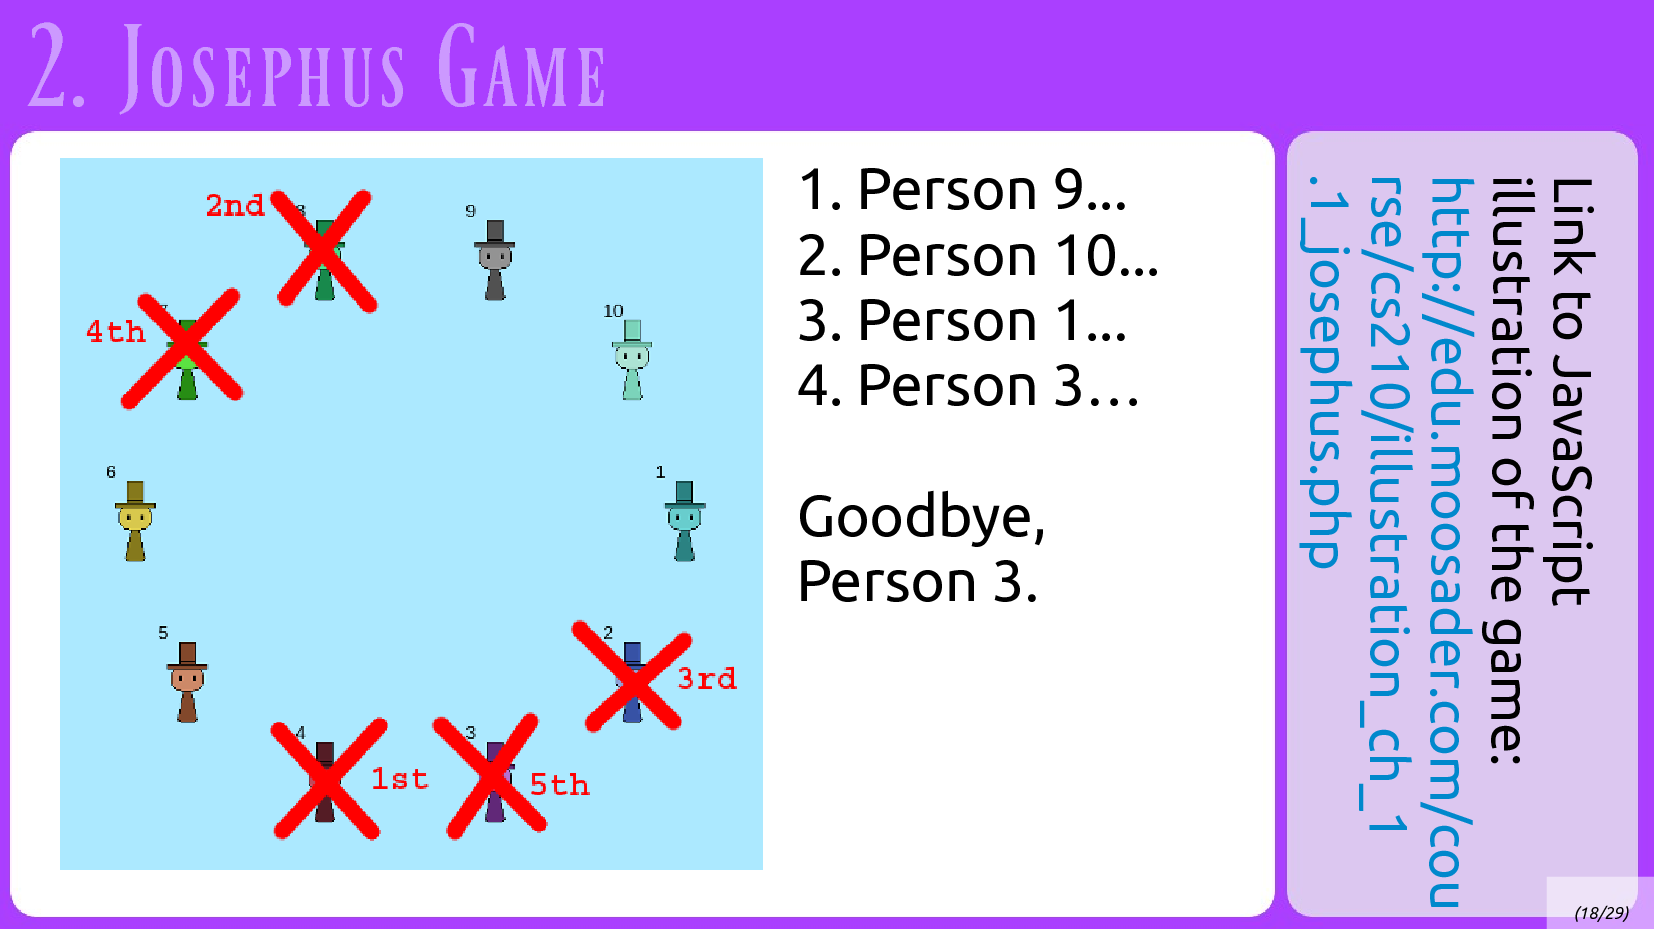 2. Josephus Game
2nd
9
4th
10
6
1
5
2
3rd
4
3
1st
5th
1. Person 9...
2. Person 10...
3. Person 1...
4. Person 3…
Goodbye,
Person 3.
Link to JavaScript
illustration of the game:
http://edu.moosader.com/cou
rse/cs210/illustration_ch_1
.1_josephus.php
(18/29)